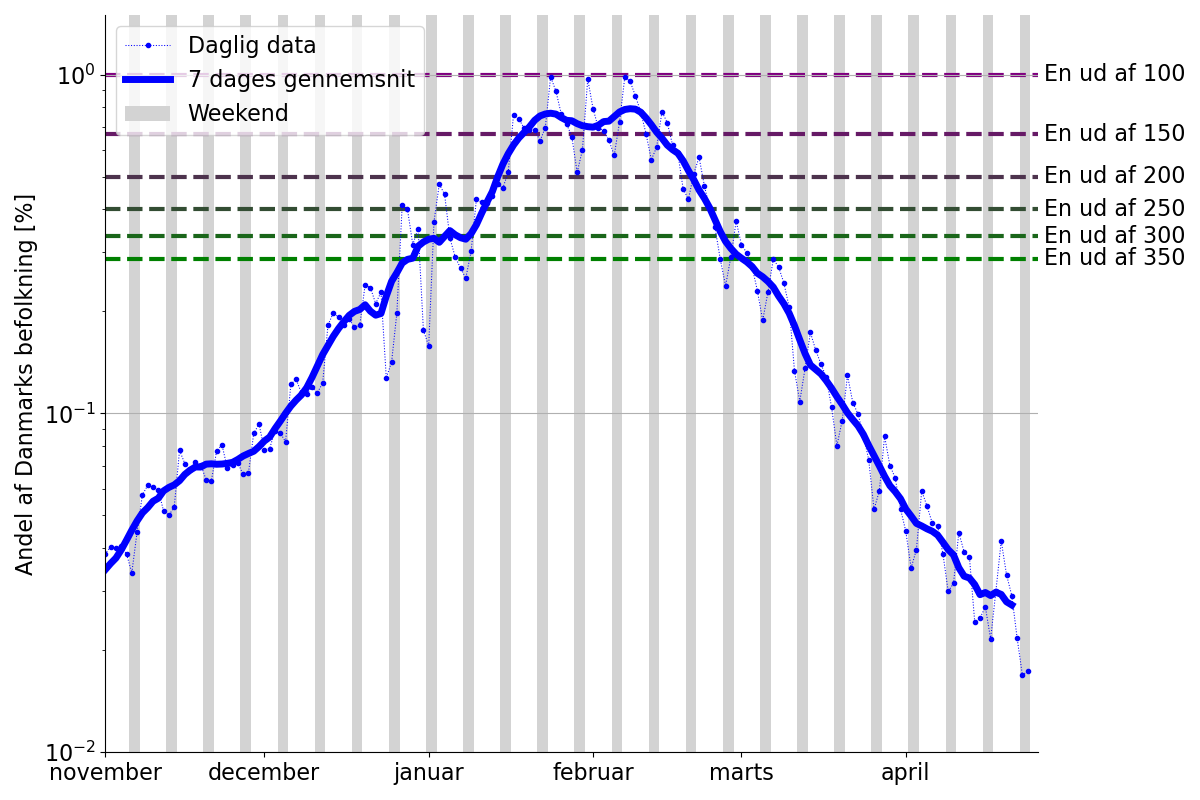 Daglig data
7 dages gennemsnit
Weekend
Andel af Danmarks befolkning [%]
10⁰
10⁻¹
10⁻²
En ud af 100
En ud af 150
En ud af 200
En ud af 250
En ud af 300
En ud af 350
november december januar februar marts april